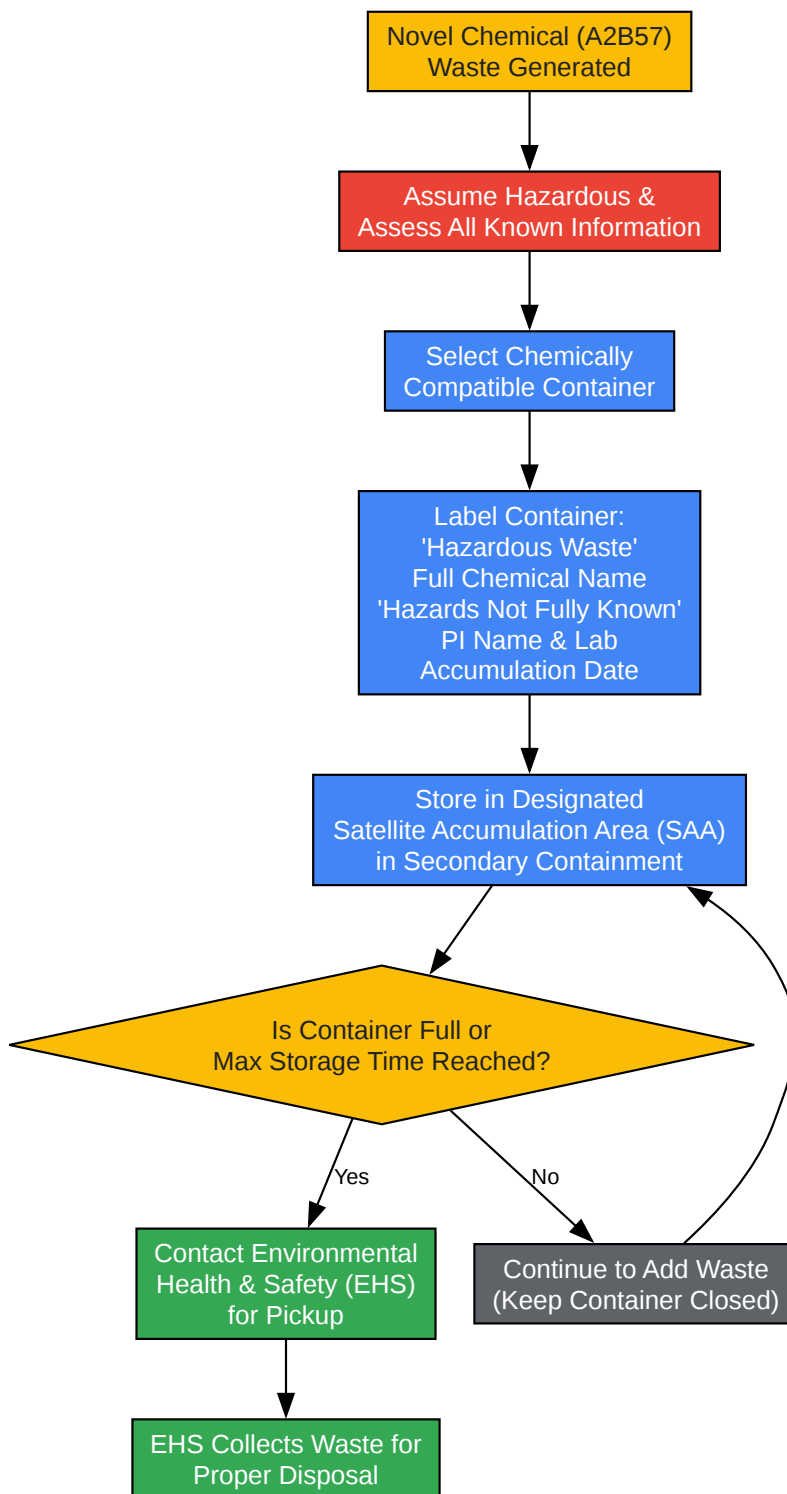 Novel Chemical (A2B57)
Waste Generated
Assume Hazardous &
Assess All Known Information
Select Chemically
Compatible Container
Label Container:
'Hazardous Waste'
Full Chemical Name
'Hazards Not Fully Known'
PI Name & Lab
Accumulation Date
Store in Designated
Satellite Accumulation Area (SAA)
in Secondary Containment
Is Container Full or
Max Storage Time Reached?
Yes
No
Contact Environmental
Health & Safety (EHS)
for Pickup
Continue to Add Waste
(Keep Container Closed)
EHS Collects Waste for
Proper Disposal